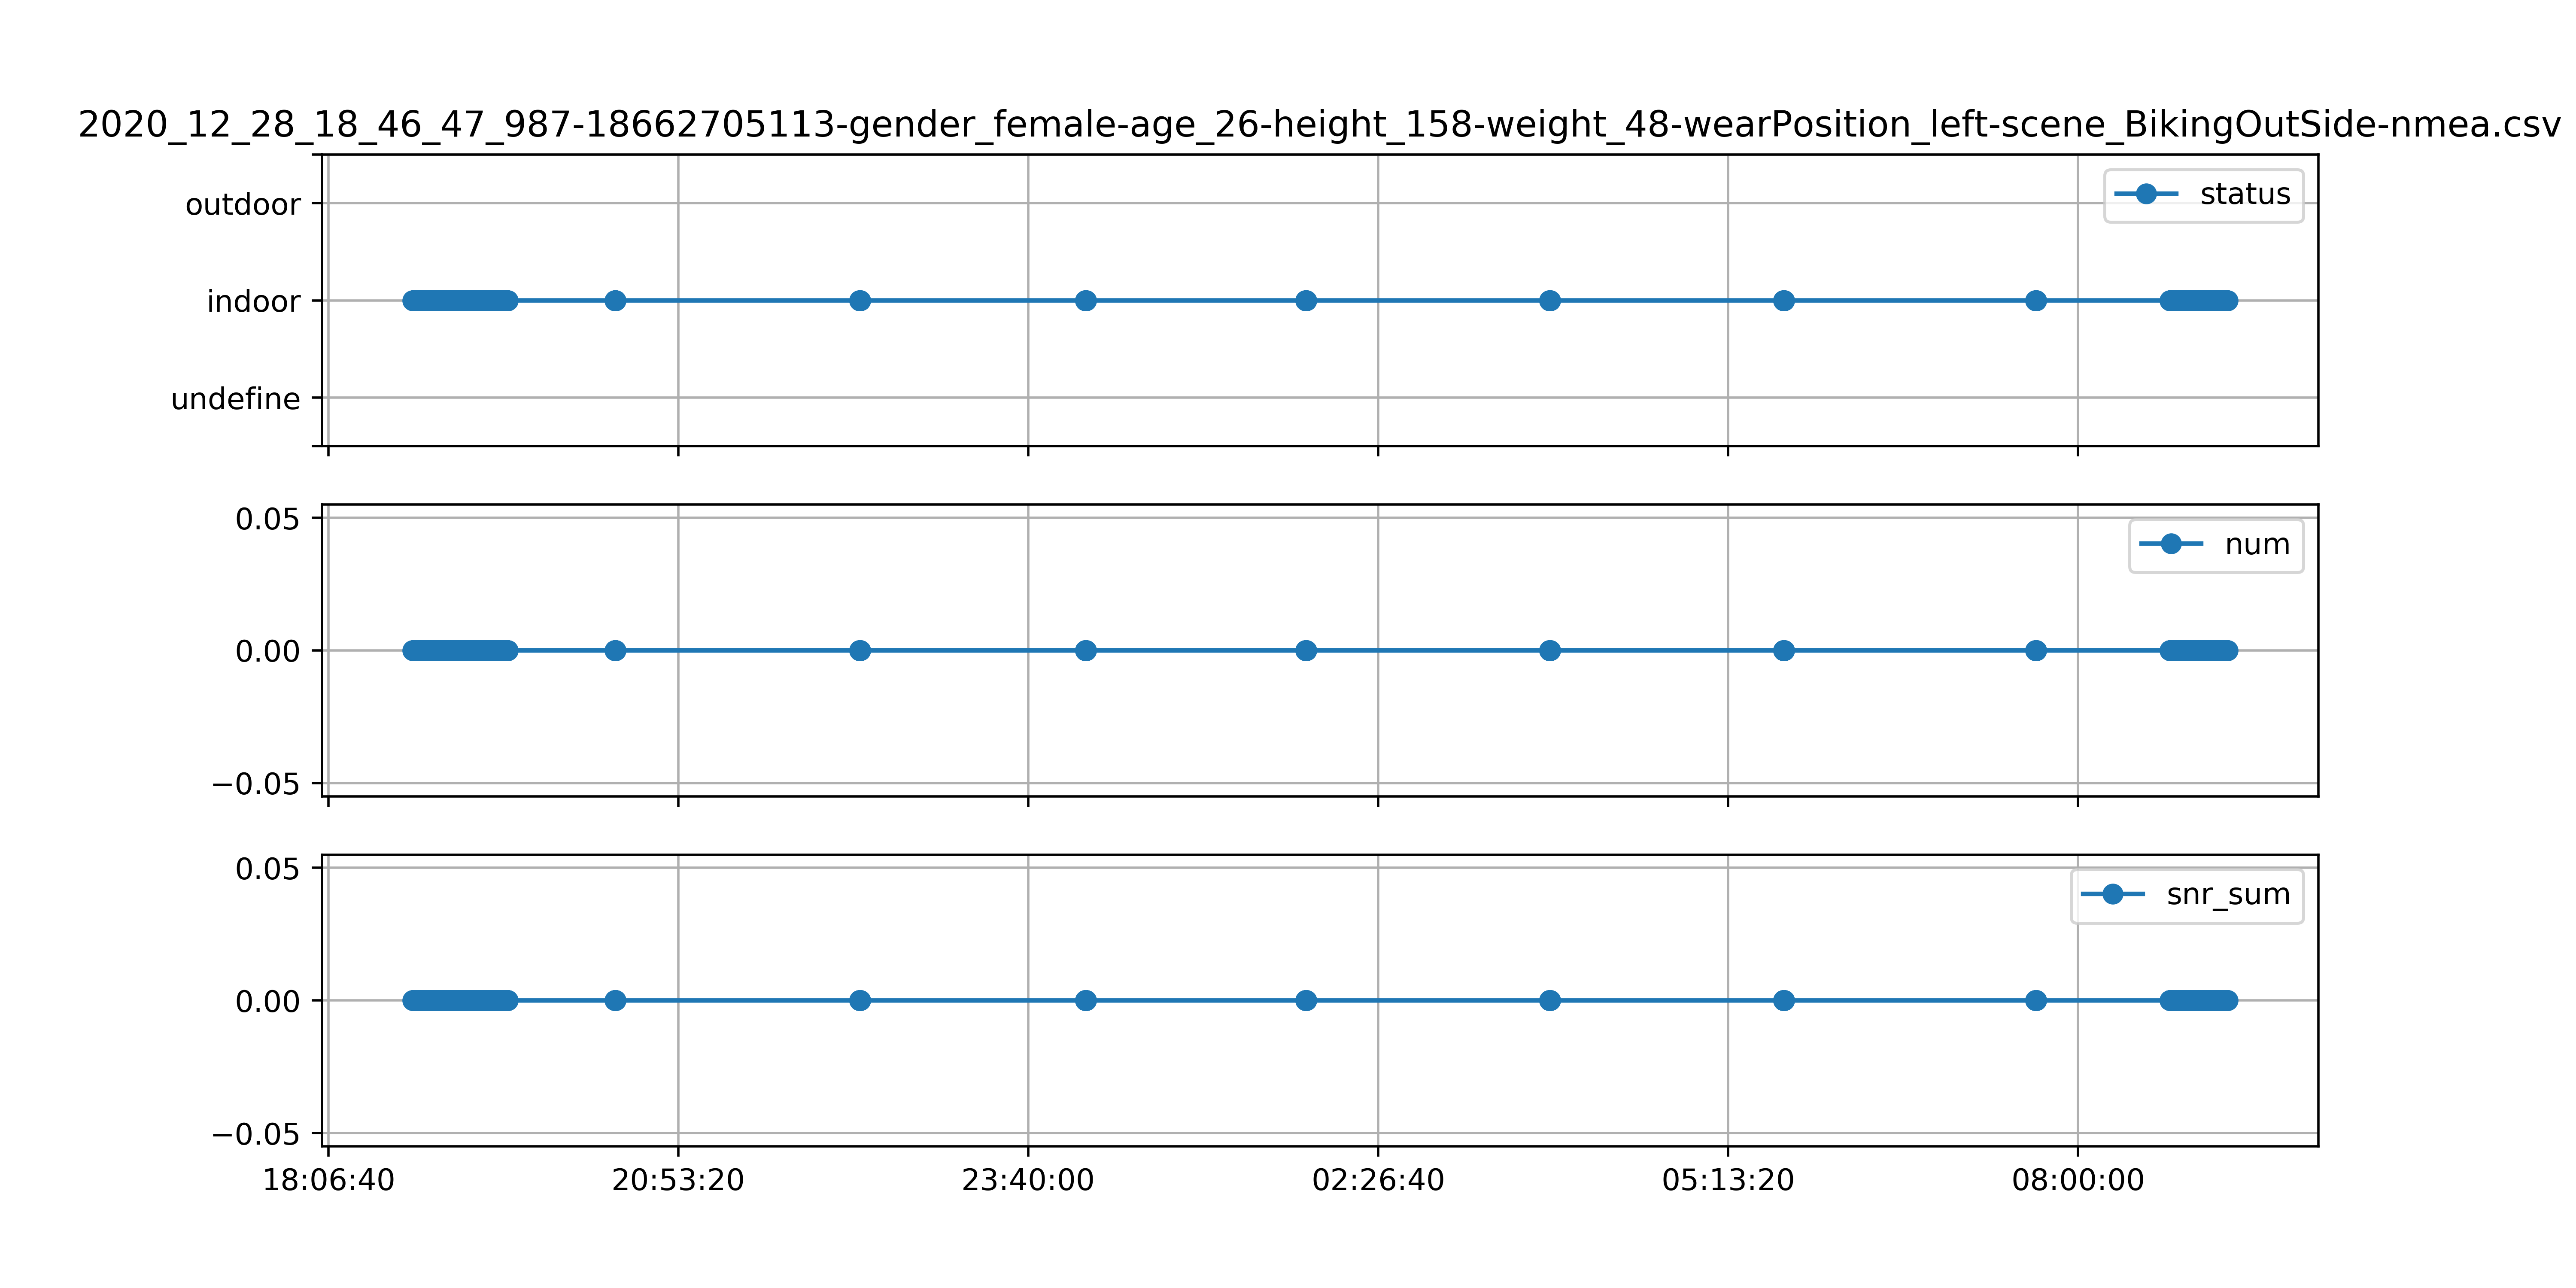 2020_12_28_18_46_47_987-18662705113-gender_female-age_26-height_158-weight_48-wearPosition_left-scene_BikingOutSide-nmea.csv
outdoor
indoor
undefine
status
0.05
0.00
−0.05
num
0.05
0.00
−0.05
snr_sum
18:06:40 20:53:20 23:40:00 02:26:40 05:13:20 08:00:00